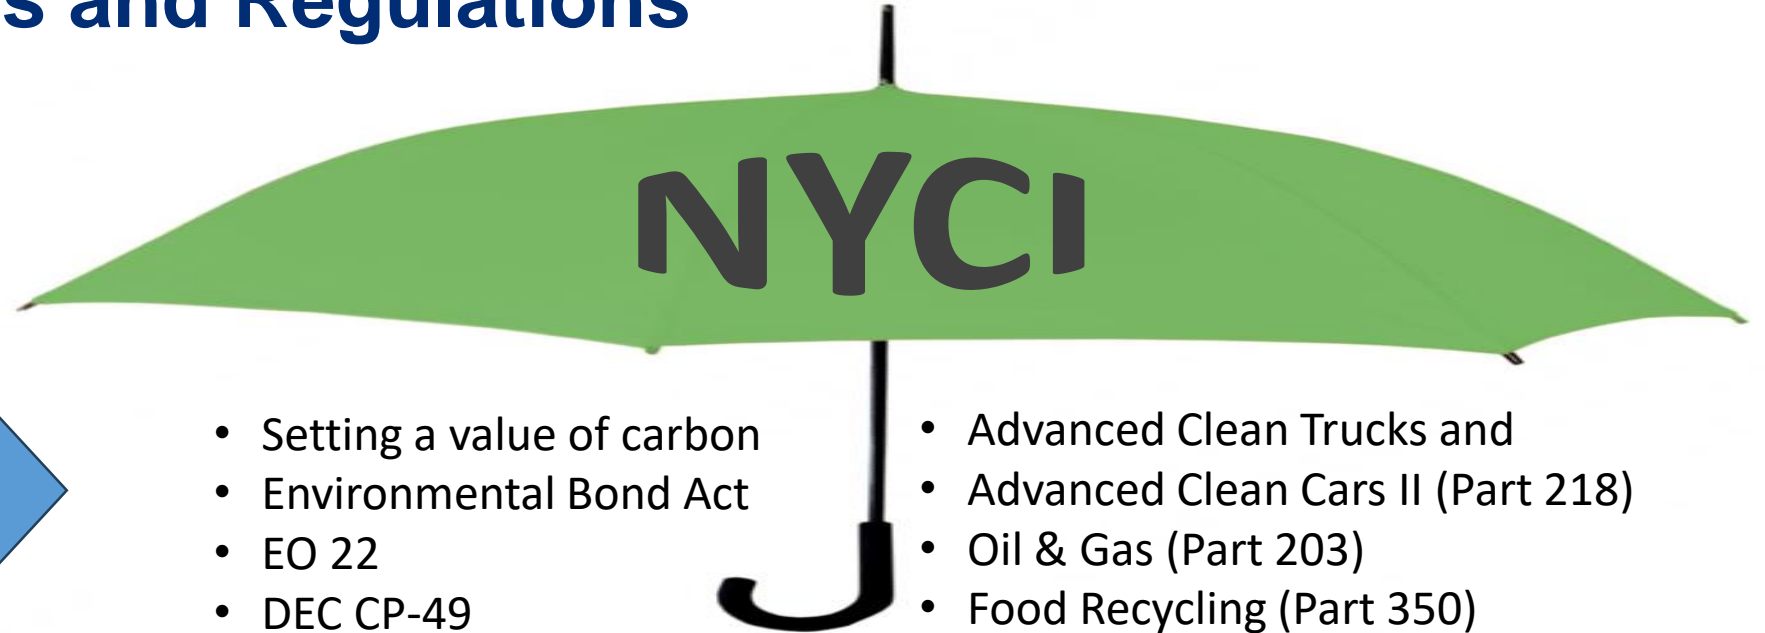 s and Regulations
NYCI
• Setting a value of carbon
• Environmental Bond Act
• EO 22
• DEC CP-49
• Advanced Clean Trucks and
• Advanced Clean Cars II (Part 218)
• Oil & Gas (Part 203)
• Food Recycling (Part 350)